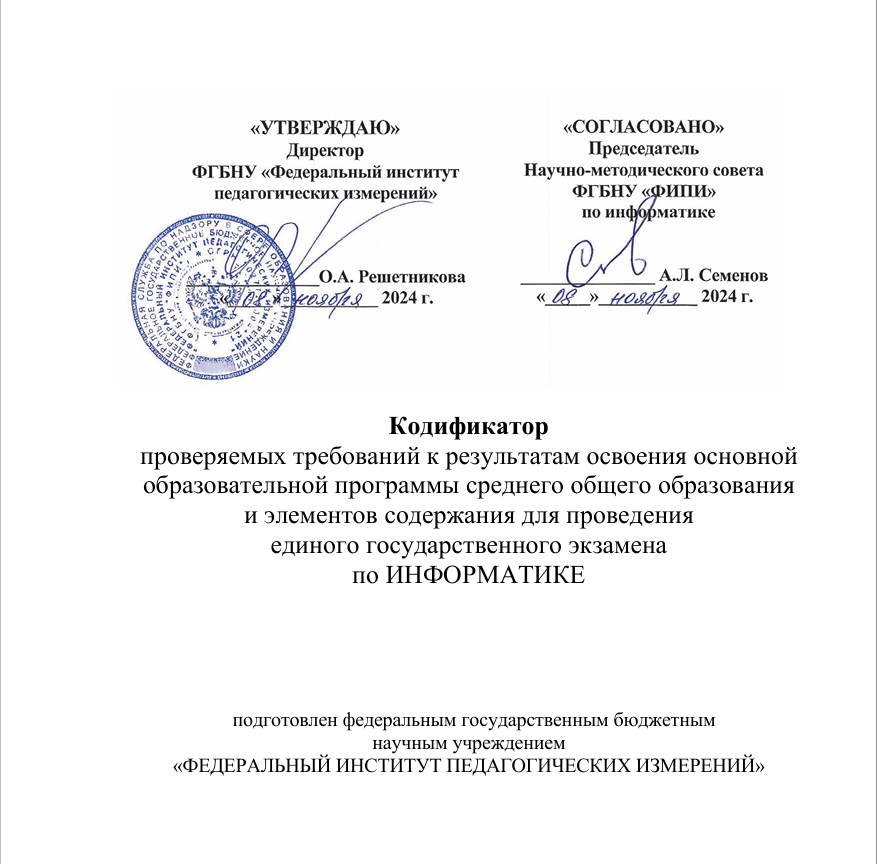 «УТВЕРЖДАЮ»
Директор
ФГБНУ «Федеральный институт
педагогических измерений»
О.А. Решетникова
«08» ноября 2024 г.
«СОГЛАСОВАНО»
Председатель
Научно-методического совета
ФГБНУ «ФИПИ»
по информатике
А.Л. Семенов
«08» ноября 2024 г.
Кодификатор
проверяемых требований к результатам освоения основной
образовательной программы среднего общего образования
и элементов содержания для проведения
единого государственного экзамена
по ИНФОРМАТИКЕ
подготовлен федеральным государственным бюджетным
научным учреждением
«ФЕДЕРАЛЬНЫЙ ИНСТИТУТ ПЕДАГОГИЧЕСКИХ ИЗМЕРЕНИЙ»